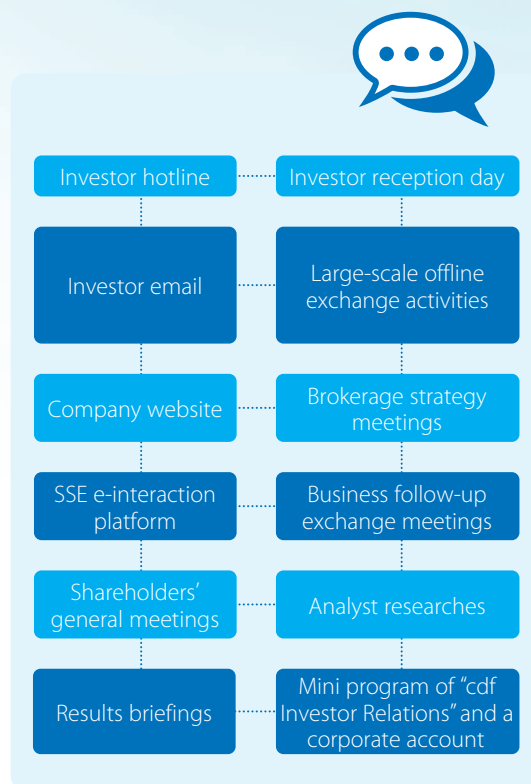 Investor hotline
Investor reception day
Investor email
Large-scale offline
exchange activities
Company website
Brokerage strategy
meetings
SSE e-interaction
platform
Business follow-up
exchange meetings
Shareholders’
general meetings
Analyst researches
Results briefings
Mini program of “cdf
Investor Relations” and a
corporate account